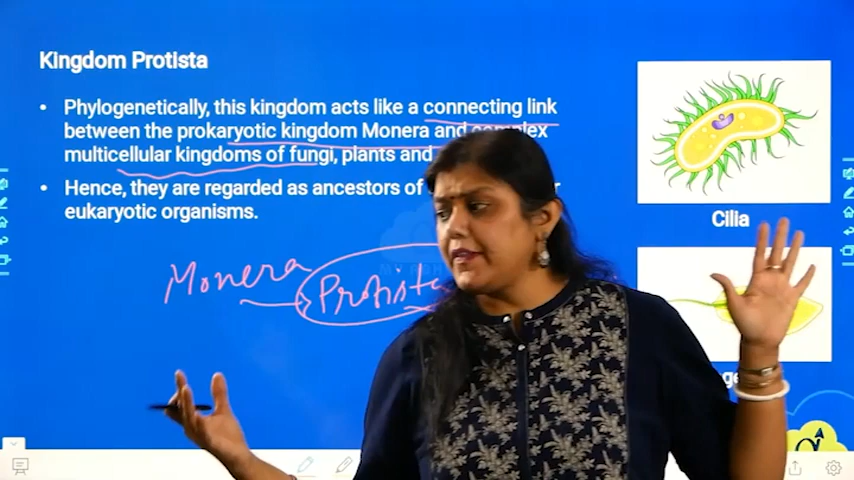 Kingdom Protista
• Phylogenetically, this kingdom acts like a connecting link
between the prokaryotic kingdom Monera and complex
multicellular kingdoms of fungi, plants and
• Hence, they are regarded as ancestors of
eukaryotic organisms.
Cilia
Monera
Protista